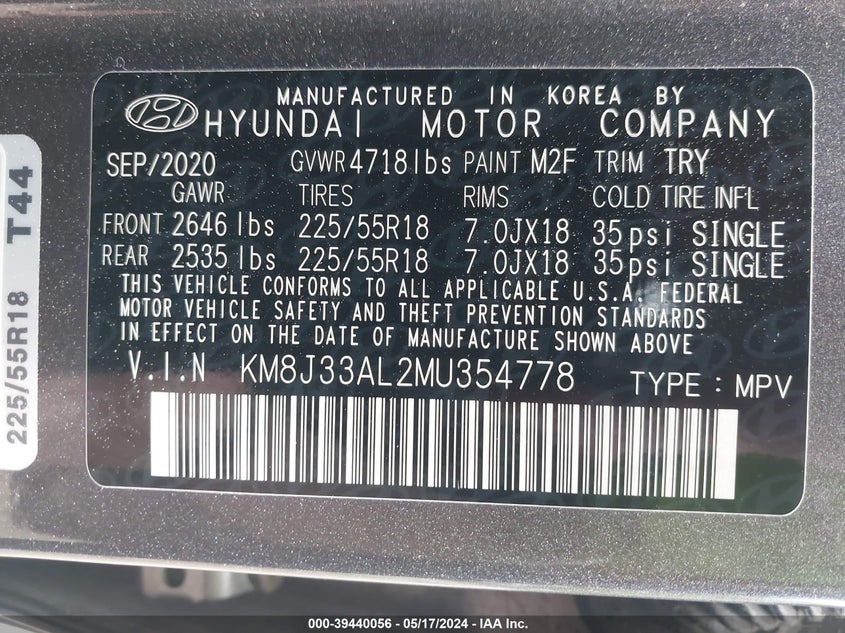 MANUFACTURED IN KOREA BY
HYUNDAI MOTOR COMPANY
SEP/2020 GVWR 4718lbs PAINT M2F TRIM TRY
GAWR TIRES RIMS COLD TIRE INFL
FRONT 2646 lbs 225/55R18 7.0JX18 35psi SINGLE
REAR 2535 lbs 225/55R18 7.0JX18 35psi SINGLE
THIS VEHICLE CONFORMS TO ALL APPLICABLE U.S.A. FEDERAL
MOTOR VEHICLE SAFETY AND THEFT PREVENTION STANDARDS
IN EFFECT ON THE DATE OF MANUFACTURE SHOWN ABOVE
V.I.N KM8J33AL2MU354778 TYPE: MPV
225/55R18 T44
000-39440056 - 05/17/2024 - IAA Inc.